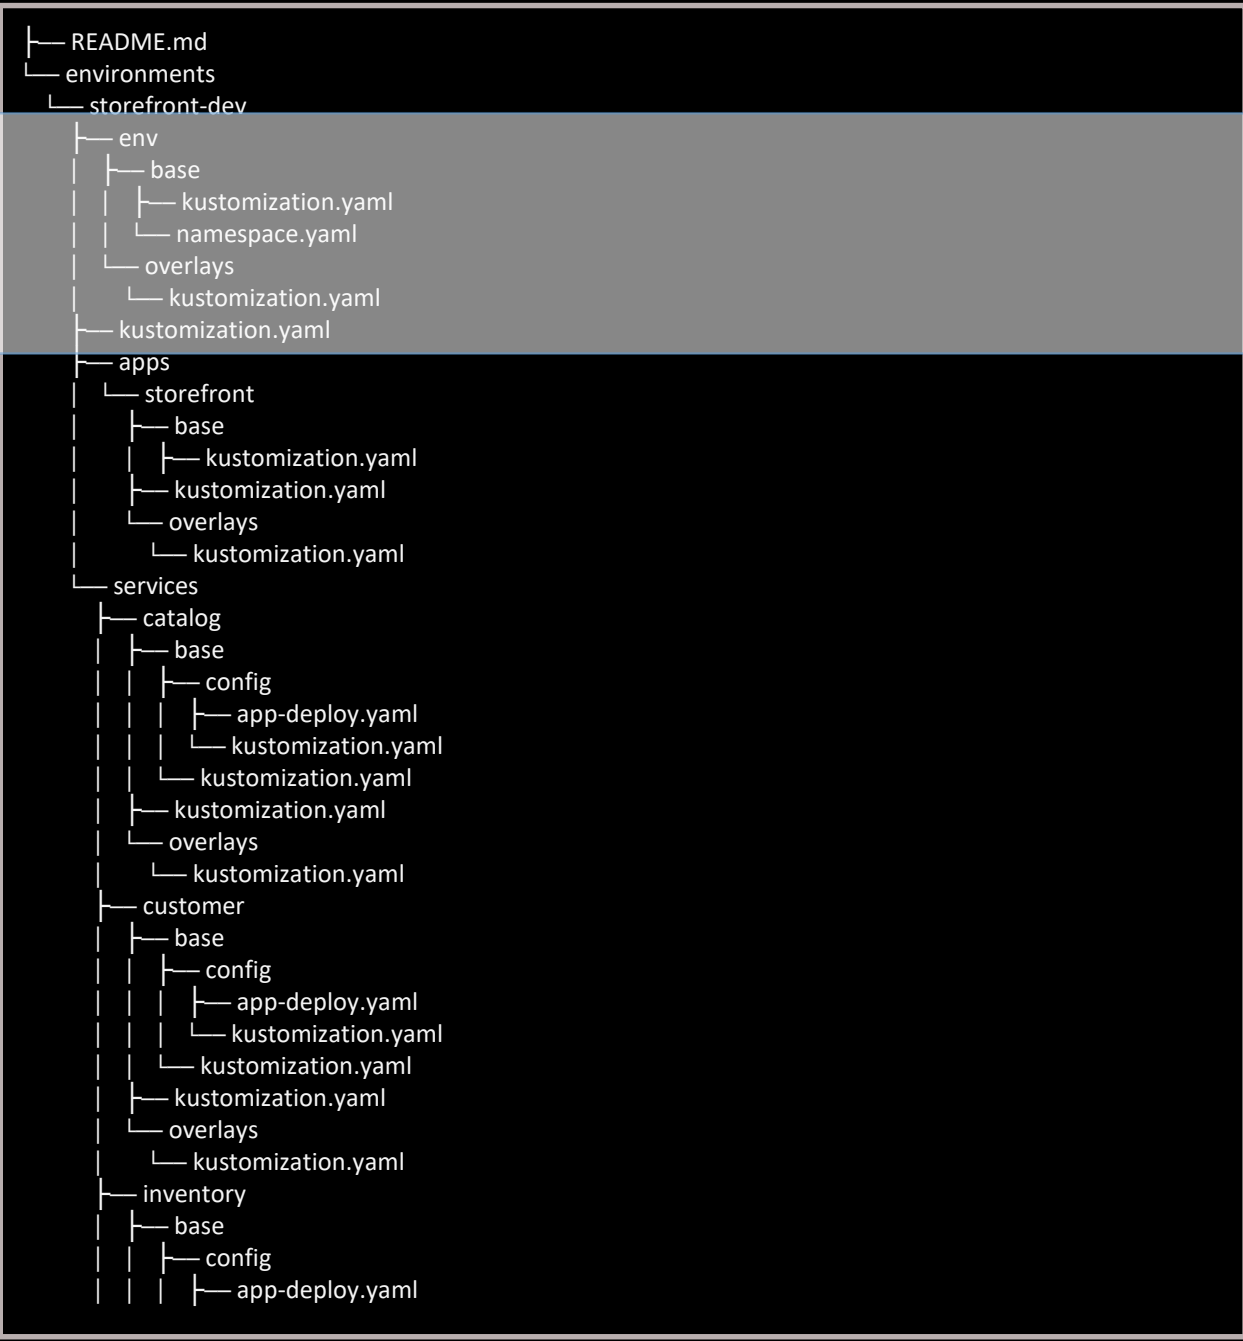 ├── README.md
└── environments
    └── storefront-dev
        ├── env
        │   ├── base
        │   │   ├── kustomization.yaml
        │   │   └── namespace.yaml
        │   └── overlays
        │       └── kustomization.yaml
        ├── kustomization.yaml
        ├── apps
        │   └── storefront
        │       ├── base
        │       │   ├── kustomization.yaml
        │       ├── kustomization.yaml
        │       └── overlays
        │           └── kustomization.yaml
        └── services
            ├── catalog
            │   ├── base
            │   │   ├── config
            │   │   │   ├── app-deploy.yaml
            │   │   │   └── kustomization.yaml
            │   │   └── kustomization.yaml
            │   ├── kustomization.yaml
            │   └── overlays
            │       └── kustomization.yaml
            ├── customer
            │   ├── base
            │   │   ├── config
            │   │   │   ├── app-deploy.yaml
            │   │   │   └── kustomization.yaml
            │   │   └── kustomization.yaml
            │   ├── kustomization.yaml
            │   └── overlays
            │       └── kustomization.yaml
            ├── inventory
            │   ├── base
            │   │   ├── config
            │   │   │   ├── app-deploy.yaml